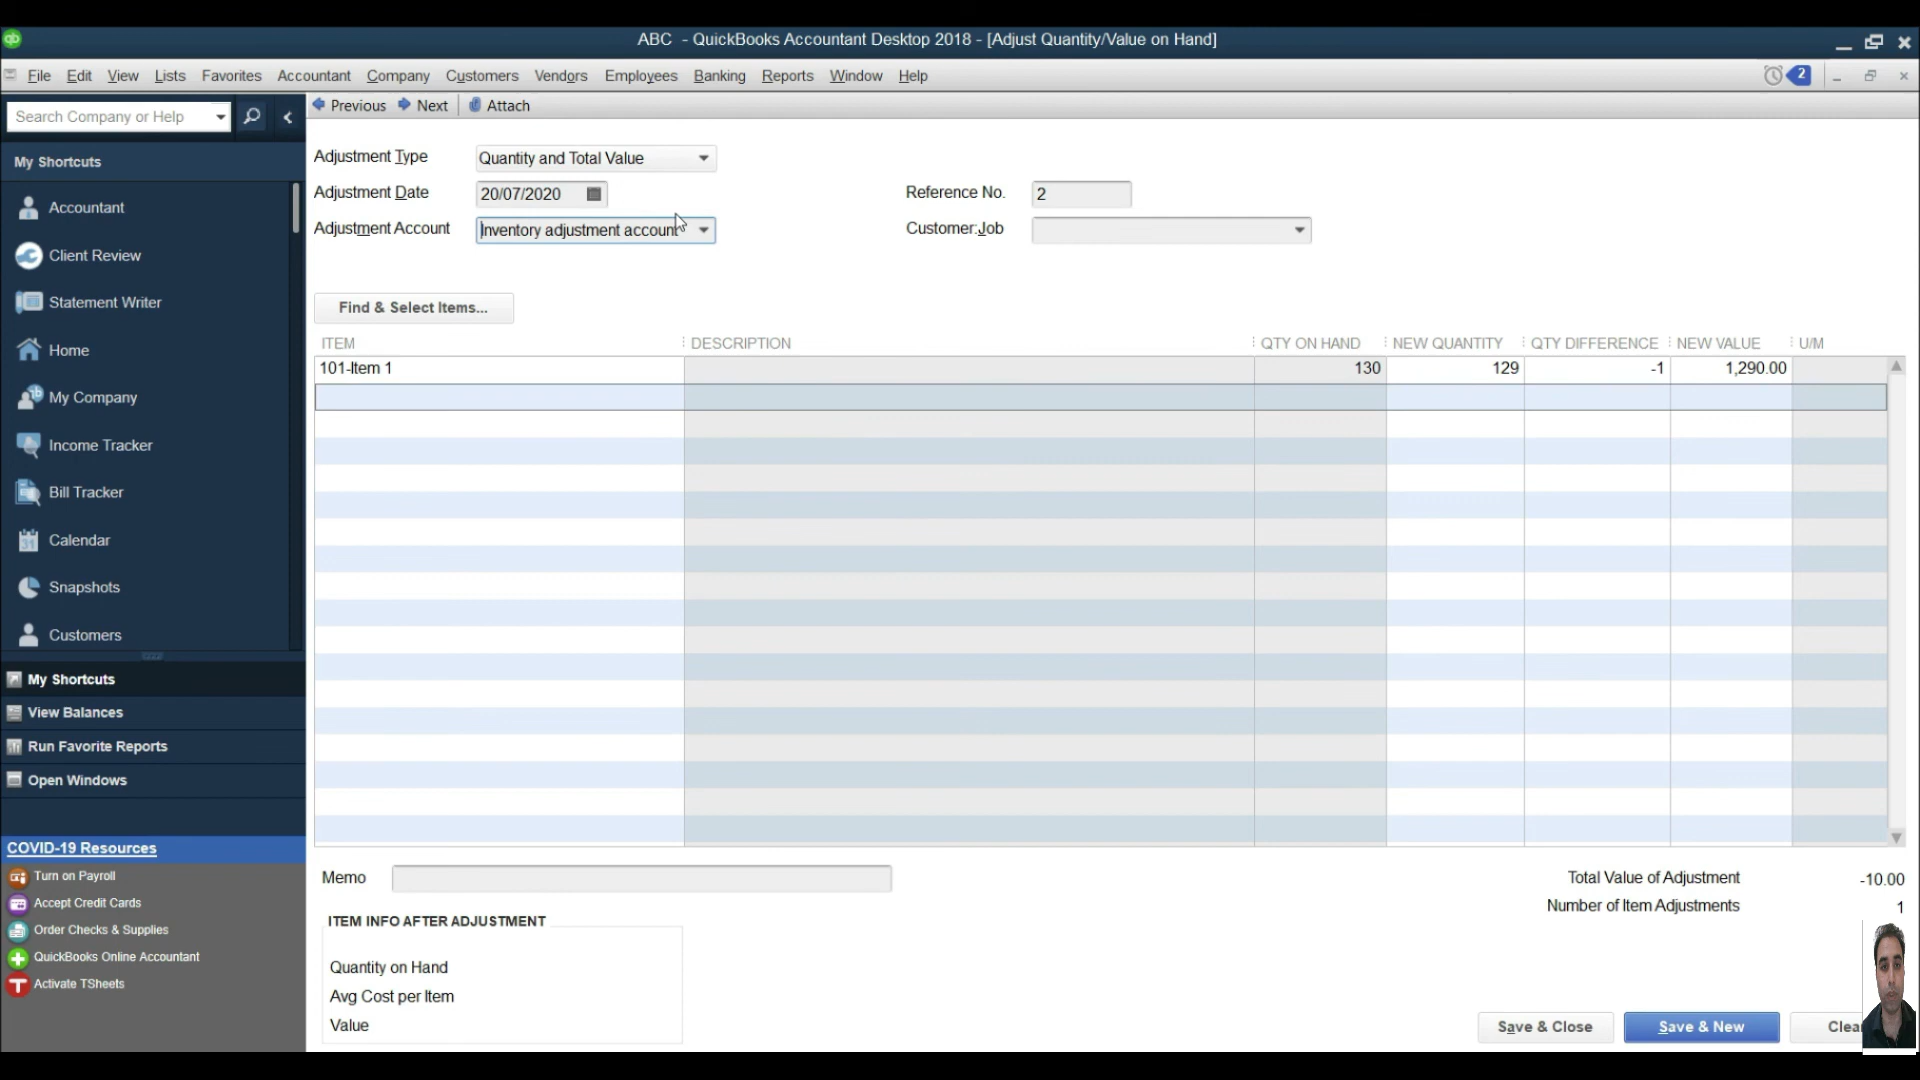 ABC - QuickBooks Accountant Desktop 2018 - [Adjust Quantity/Value on Hand]
File Edit View Lists Favorites Accountant Company Customers Vendors Employees Banking Reports Window Help 2
Search Company or Help
Previous Next Attach
My Shortcuts
Accountant
Client Review
Statement Writer
Home
My Company
Income Tracker
Bill Tracker
Calendar
Snapshots
Customers
My Shortcuts
View Balances
Run Favorite Reports
Open Windows
COVID-19 Resources
Turn on Payroll
Accept Credit Cards
Order Checks & Supplies
QuickBooks Online Accountant
Activate TSheets
Adjustment Type Quantity and Total Value
Adjustment Date 20/07/2020 Reference No. 2
Adjustment Account Inventory adjustment account Customer:Job
Find & Select Items...
ITEM DESCRIPTION QTY ON HAND NEW QUANTITY QTY DIFFERENCE NEW VALUE U/M
101-Item 1 130 129 -1 1,290.00
Memo Total Value of Adjustment -10.00
Number of Item Adjustments 1
ITEM INFO AFTER ADJUSTMENT
Quantity on Hand
Avg Cost per Item
Value
Save & Close Save & New Clea